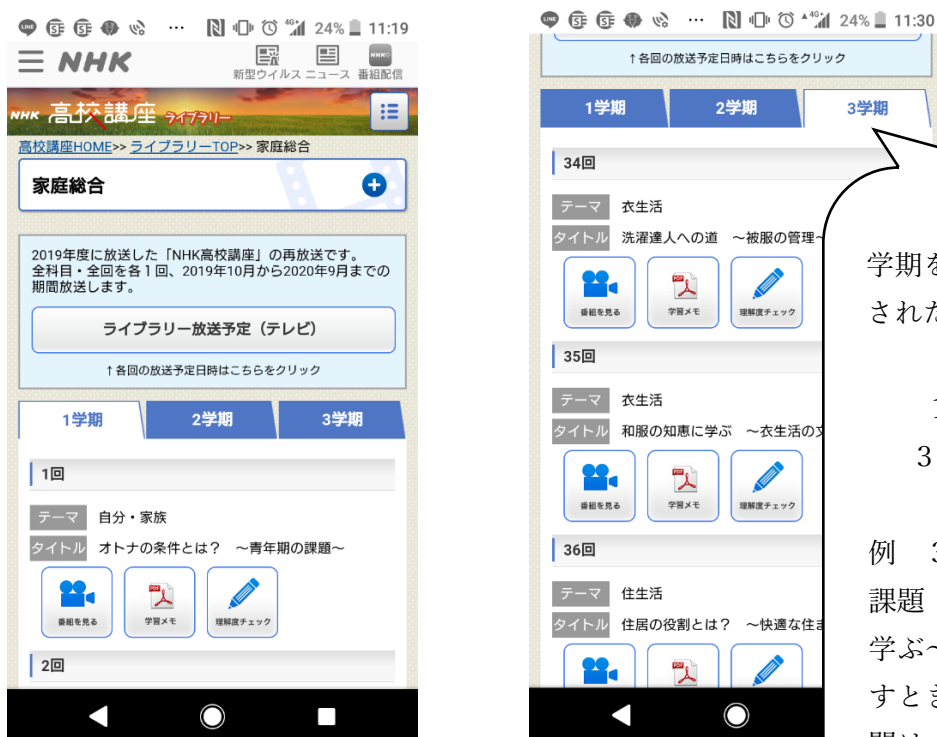 24% 11:19
NHK
新型ウイルス ニュース 番組配信
NHK 高校講座 ライブラリー
高校講座HOME>> ライブラリーTOP>> 家庭総合
家庭総合
2019年度に放送した「NHK高校講座」の再放送です。
全科目・全回を各１回、2019年10月から2020年9月までの
期間放送します。
ライブラリー放送予定（テレビ）
↑各回の放送予定日時はこちらをクリック
1学期 2学期 3学期
1回
テーマ 自分・家族
タイトル オトナの条件とは？ ～青年期の課題～
番組を見る 学習メモ 理解度チェック
2回
24% 11:30
↑各回の放送予定日時はこちらをクリック
1学期 2学期 3学期
34回
テーマ 衣生活
タイトル 洗濯達人への道 ～被服の管理～
番組を見る 学習メモ 理解度チェック
35回
テーマ 衣生活
タイトル 和服の知恵に学ぶ ～衣生活の文
番組を見る 学習メモ 理解度チェック
36回
テーマ 住生活
タイトル 住居の役割とは？ ～快適な住ま
学期を
された
3
例
課題
学ぶ～
すとき